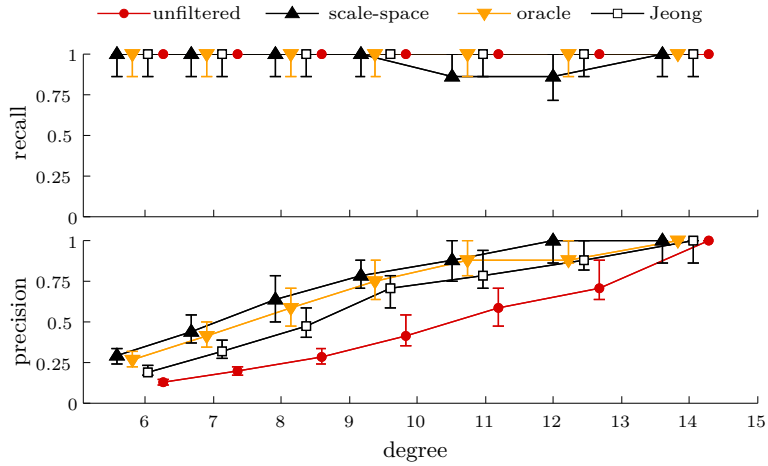 unfiltered scale-space oracle Jeong
1
0.75
0.5
0.25
0
recall
1
0.75
0.5
0.25
0
precision
6 7 8 9 10 11 12 13 14 15
degree